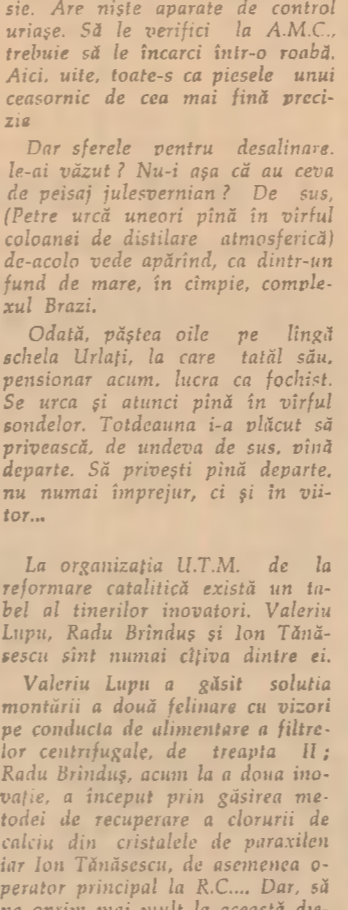 sie. Are niște aparate de control
uriașe. Să le verifici la A.M.C.,
trebuie să le încarci într-o roabă.
Aici, uite, toate-s ca piesele unui
ceasornic de cea mai fină preci-
zie
Dar sferele pentru desalinare,
le-ai văzut ? Nu-i așa că au ceva
de peisaj julesvernian ? De sus,
(Petre urcă uneori pînă în vîrful
coloanei de distilare atmosferică)
de-acolo vede apărînd, ca dintr-un
fund de mare, în cîmpie, comple-
xul Brazi.
Odată, păștea oile pe lîngă
schela Urlați, la care tatăl său,
pensionar acum, lucra ca fochist.
Se urca și atunci pînă în vîrful
sondelor. Totdeauna i-a plăcut să
privească, de undeva de sus, pînă
departe. Să privești pînă departe,
nu numai împrejur, ci și în vii-
tor...
La organizația U.T.M. de la
reformare catalitică există un ta-
bel al tinerilor inovatori. Valeriu
Lupu, Radu Brînduș și Ion Tănă-
sescu sînt numai cîțiva dintre ei.
Valeriu Lupu a găsit soluția
montării a două felinare cu vizori
pe conducta de alimentare a filtre-
lor centrifugale, de treapta II ;
Radu Brînduș, acum la a doua ino-
vație, a început prin găsirea me-
todei de recuperare a clorurii de
calciu din cristalele de paraxilen
iar Ion Tănăsescu, de asemenea o-
perator principal la R.C.... Dar, să
ne oprim mai mult la această